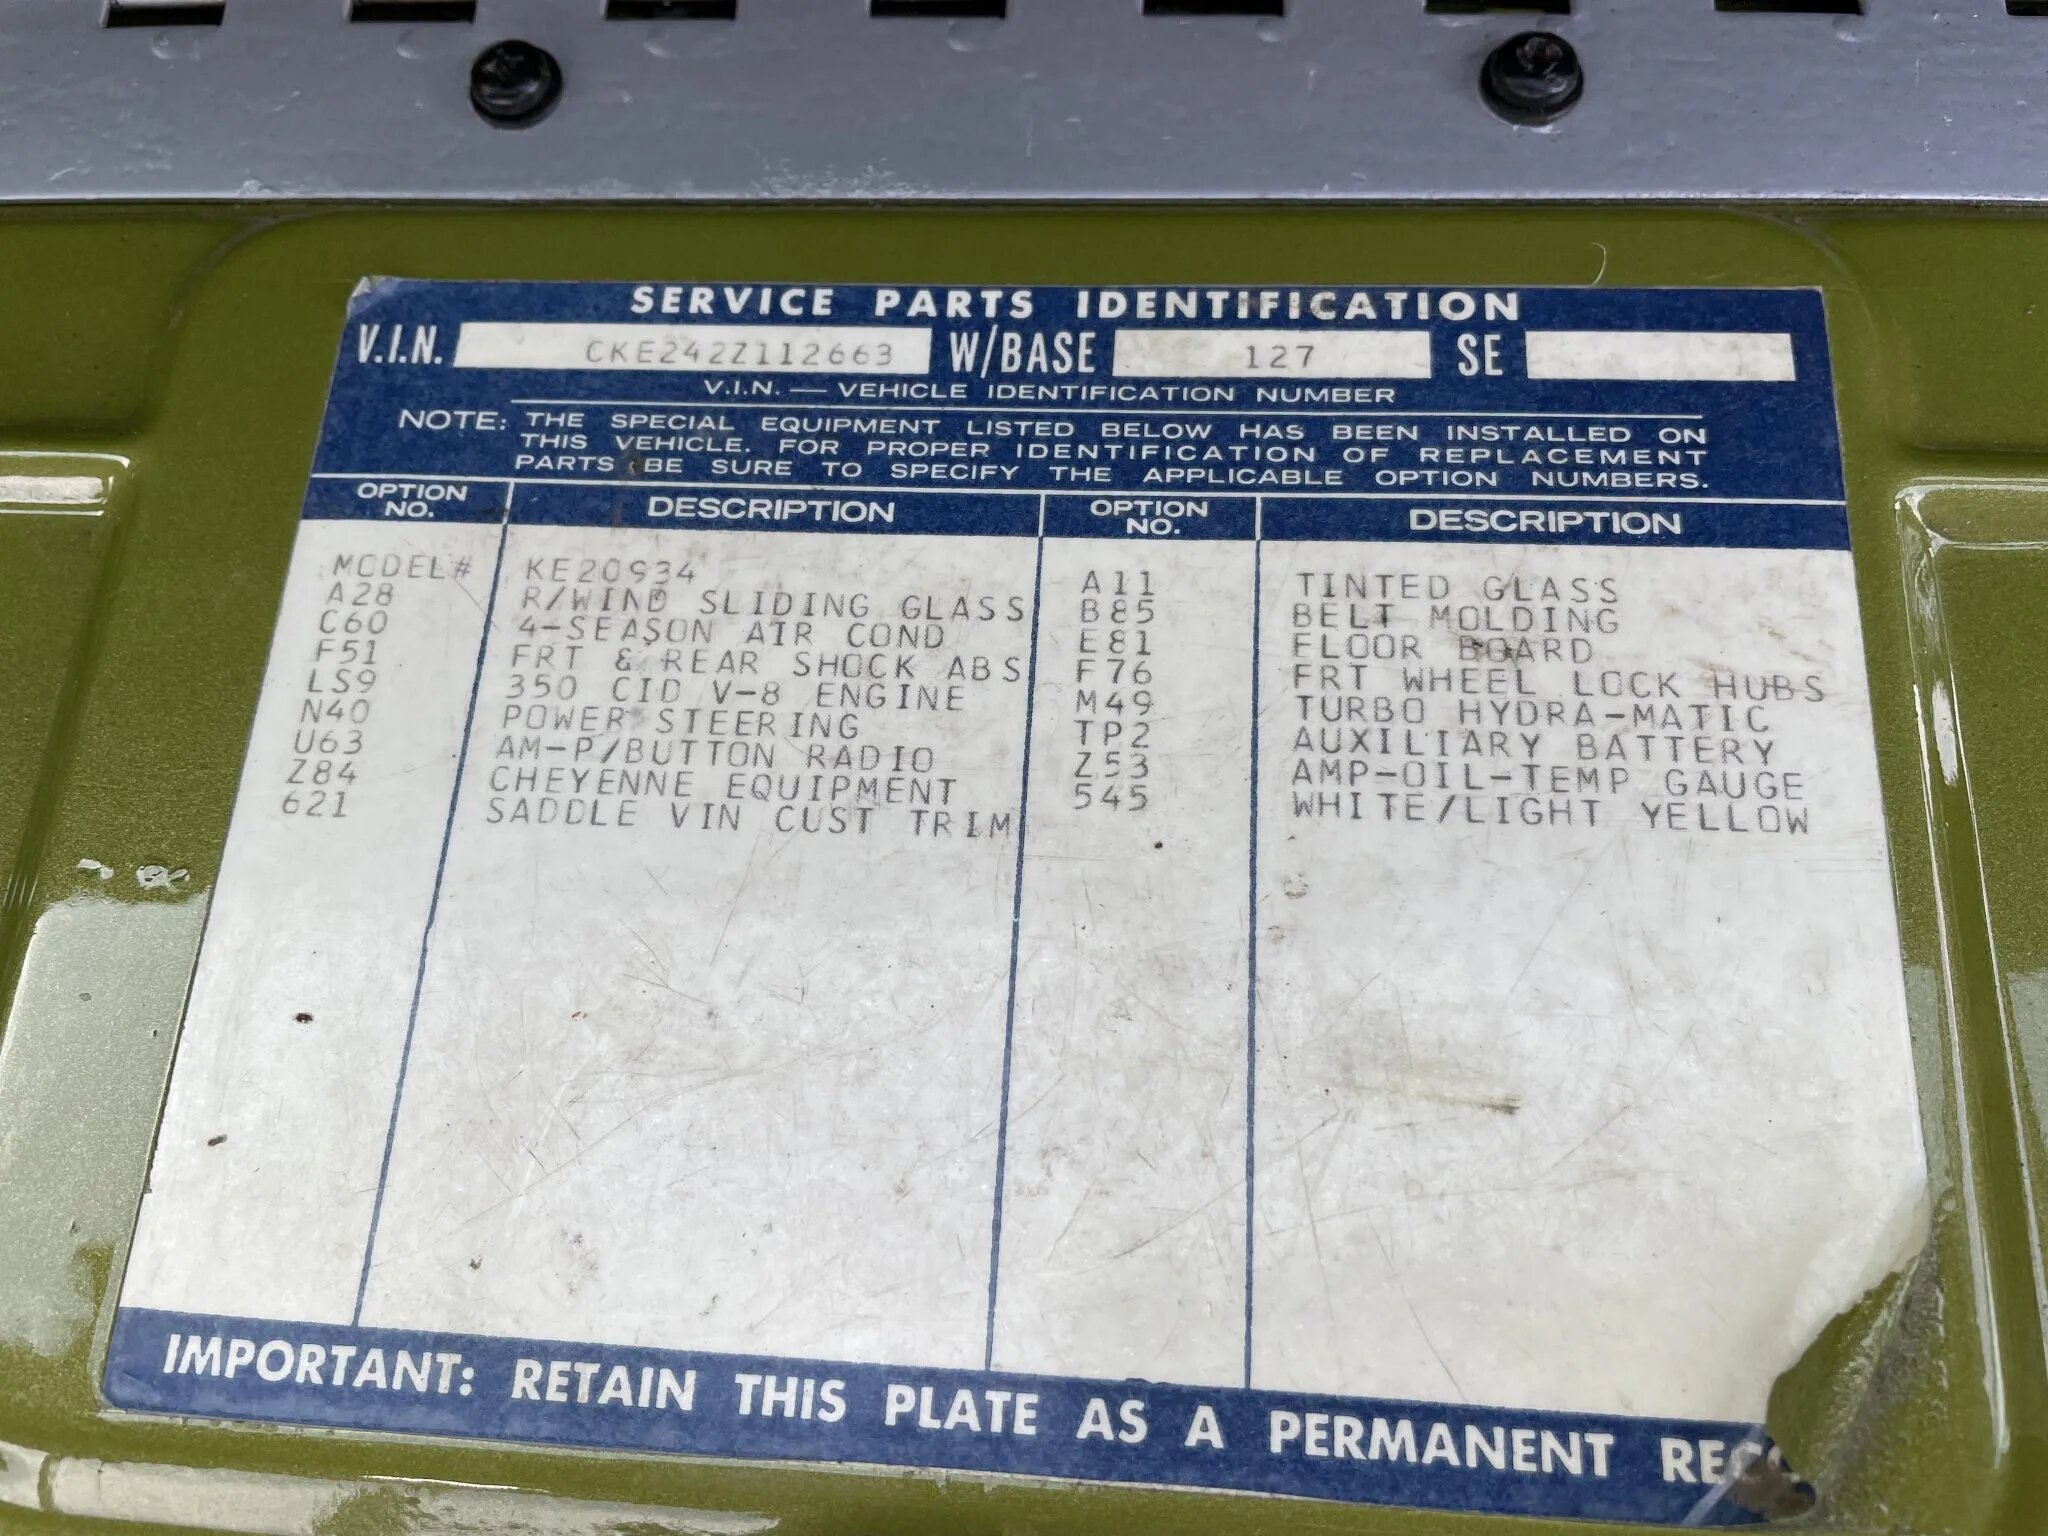 SERVICE PARTS IDENTIFICATION
V.I.N. CKE242Z112663 W/BASE 127 SE
V.I.N. — VEHICLE IDENTIFICATION NUMBER
NOTE: THE SPECIAL EQUIPMENT LISTED BELOW HAS BEEN INSTALLED ON
THIS VEHICLE. FOR PROPER IDENTIFICATION OF REPLACEMENT
PARTS BE SURE TO SPECIFY THE APPLICABLE OPTION NUMBERS.
OPTION NO. DESCRIPTION OPTION NO. DESCRIPTION
MODEL# KE20934
A28 R/WIND SLIDING GLASS A11 TINTED GLASS
C60 4-SEASON AIR COND B85 BELT MOLDING
F51 FRT & REAR SHOCK ABS E81 FLOOR BOARD
LS9 350 CID V-8 ENGINE F76 FRT WHEEL LOCK HUBS
N40 POWER STEERING M49 TURBO HYDRA-MATIC
U63 AM-P/BUTTON RADIO TP2 AUXILIARY BATTERY
Z84 CHEYENNE EQUIPMENT Z53 AMP-OIL-TEMP GAUGE
621 SADDLE VIN CUST TRIM 545 WHITE/LIGHT YELLOW
IMPORTANT: RETAIN THIS PLATE AS A PERMANENT